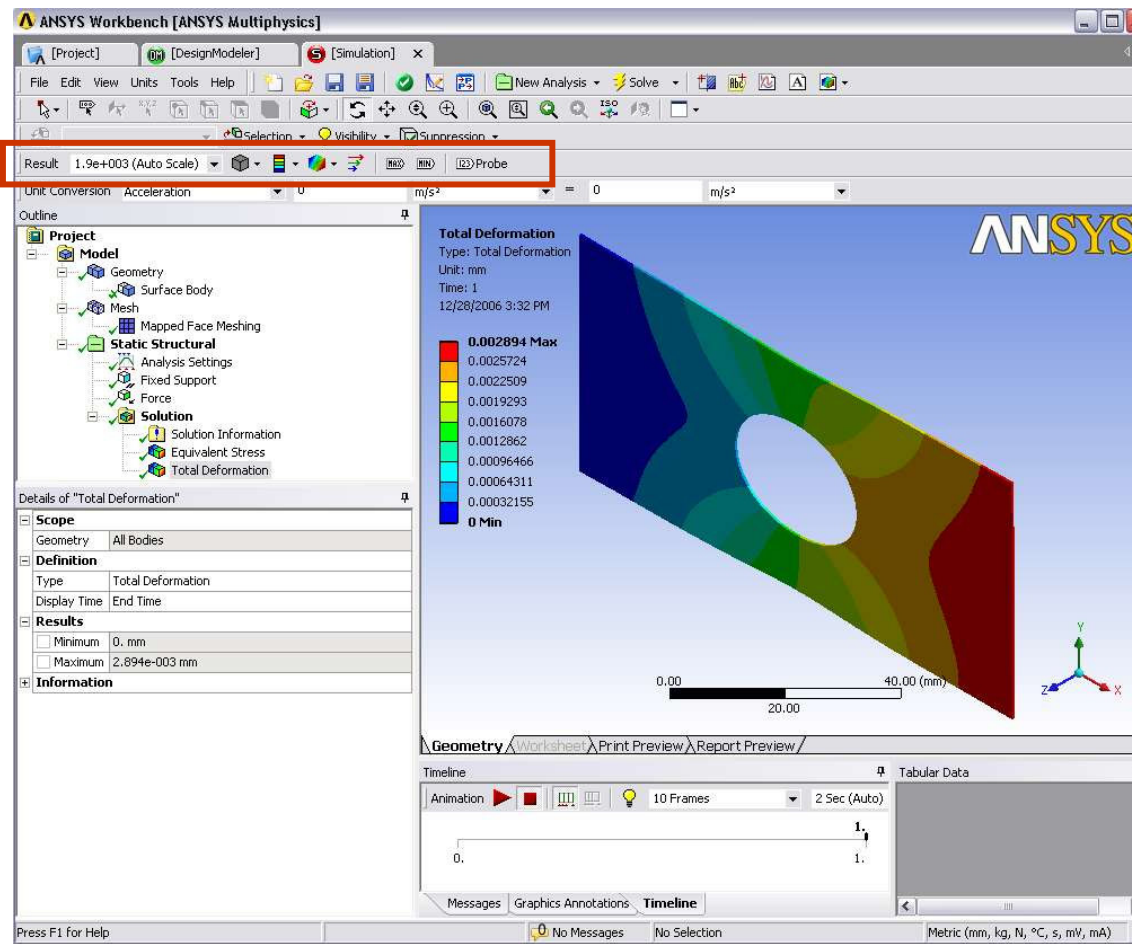 ANSYS Workbench [ANSYS Multiphysics]
[Project] [DesignModeler] [Simulation]
File Edit View Units Tools Help New Analysis Solve
Selection Visibility Suppression
Result 1.9e+003 (Auto Scale) MAX MIN 123 Probe
Unit Conversion Acceleration 0 m/s² = 0 m/s²
Outline
Project
Model
Geometry
Surface Body
Mesh
Mapped Face Meshing
Static Structural
Analysis Settings
Fixed Support
Force
Solution
Solution Information
Equivalent Stress
Total Deformation
Details of "Total Deformation"
Scope
Geometry All Bodies
Definition
Type Total Deformation
Display Time End Time
Results
Minimum 0. mm
Maximum 2.894e-003 mm
Information
ANSYS
Total Deformation
Type: Total Deformation
Unit: mm
Time: 1
12/28/2006 3:32 PM
0.002894 Max
0.0025724
0.0022509
0.0019293
0.0016078
0.0012862
0.00096466
0.00064311
0.00032155
0 Min
0.00 40.00 (mm)
20.00
Y
Z X
Geometry Worksheet Print Preview Report Preview
Timeline
Animation 10 Frames 2 Sec (Auto)
1.
0. 1.
Messages Graphics Annotations Timeline
Tabular Data
Press F1 for Help 0 No Messages No Selection Metric (mm, kg, N, °C, s, mV, mA)